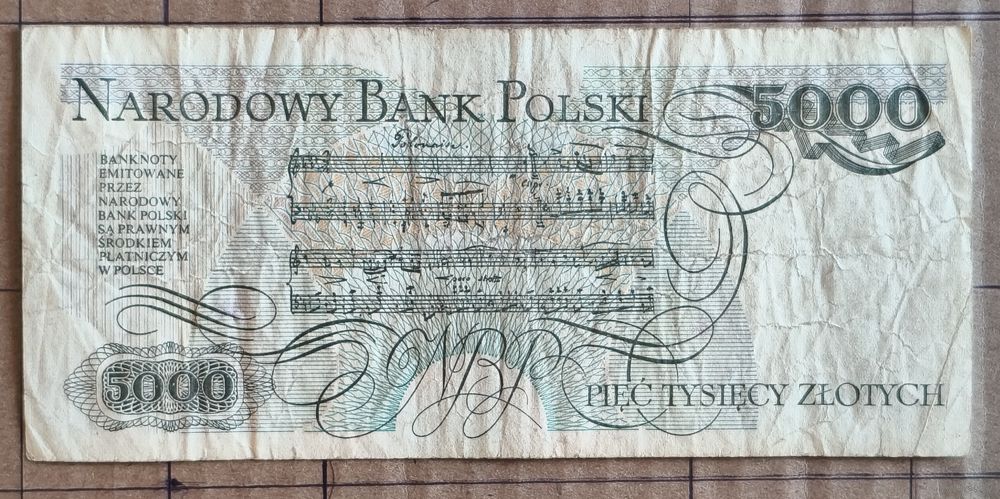 NARODOWY BANK POLSKI
5000
Polonaise.
BANKNOTY
EMITOWANE
PRZEZ
NARODOWY
BANK POLSKI
SĄ PRAWNYM
ŚRODKIEM
PŁATNICZYM
W POLSCE
NBP
5000
PIĘĆ TYSIĘCY ZŁOTYCH